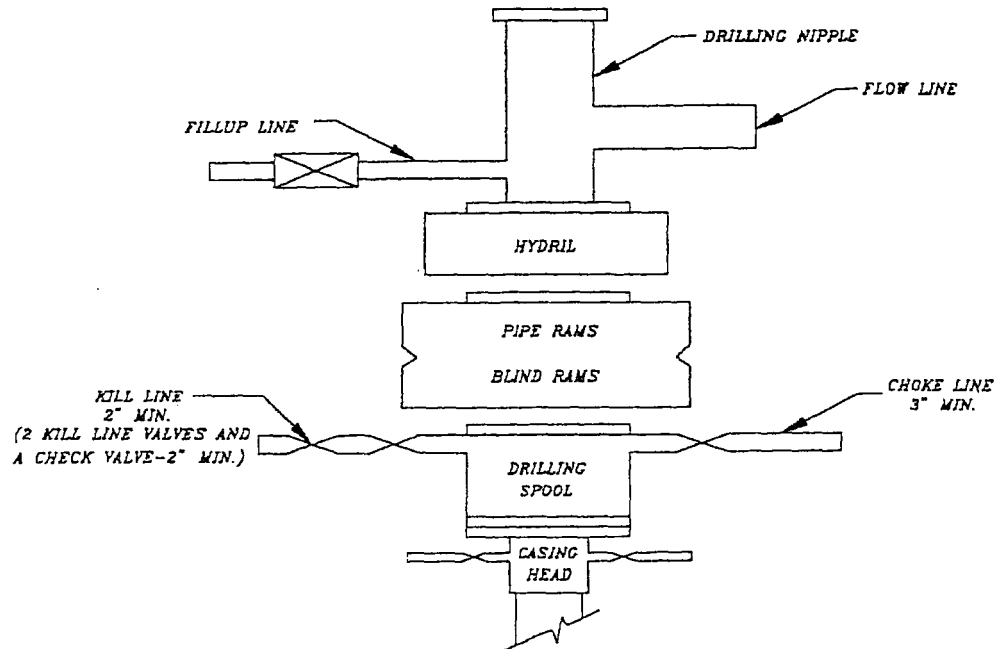 DRILLING NIPPLE
FLOW LINE
FILLUP LINE
HYDRIL
PIPE RAMS
BLIND RAMS
KILL LINE
2" MIN.
(2 KILL LINE VALVES AND
A CHECK VALVE-2" MIN.)
CHOKE LINE
3" MIN.
DRILLING
SPOOL
CASING
HEAD